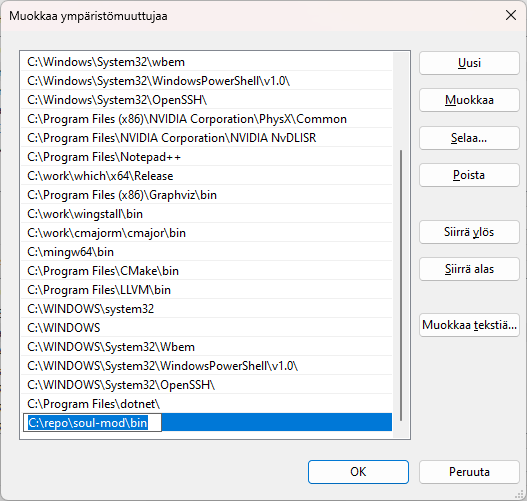 Muokkaa ympäristömuuttujaa
C:\Windows\System32\wbem
C:\Windows\System32\WindowsPowerShell\v1.0\
C:\Windows\System32\OpenSSH\
C:\Program Files (x86)\NVIDIA Corporation\PhysX\Common
C:\Program Files\NVIDIA Corporation\NVIDIA NvDLISR
C:\Program Files\Notepad++
C:\work\which\x64\Release
C:\Program Files (x86)\Graphviz\bin
C:\work\wingstall\bin
C:\work\cmajorm\cmajor\bin
C:\mingw64\bin
C:\Program Files\CMake\bin
C:\Program Files\LLVM\bin
C:\WINDOWS\system32
C:\WINDOWS
C:\WINDOWS\System32\Wbem
C:\WINDOWS\System32\WindowsPowerShell\v1.0\
C:\WINDOWS\System32\OpenSSH\
C:\Program Files\dotnet\
C:\repo\soul-mod\bin
Uusi
Muokkaa
Selaa...
Poista
Siirrä ylös
Siirrä alas
Muokkaa tekstiä...
OK
Peruuta